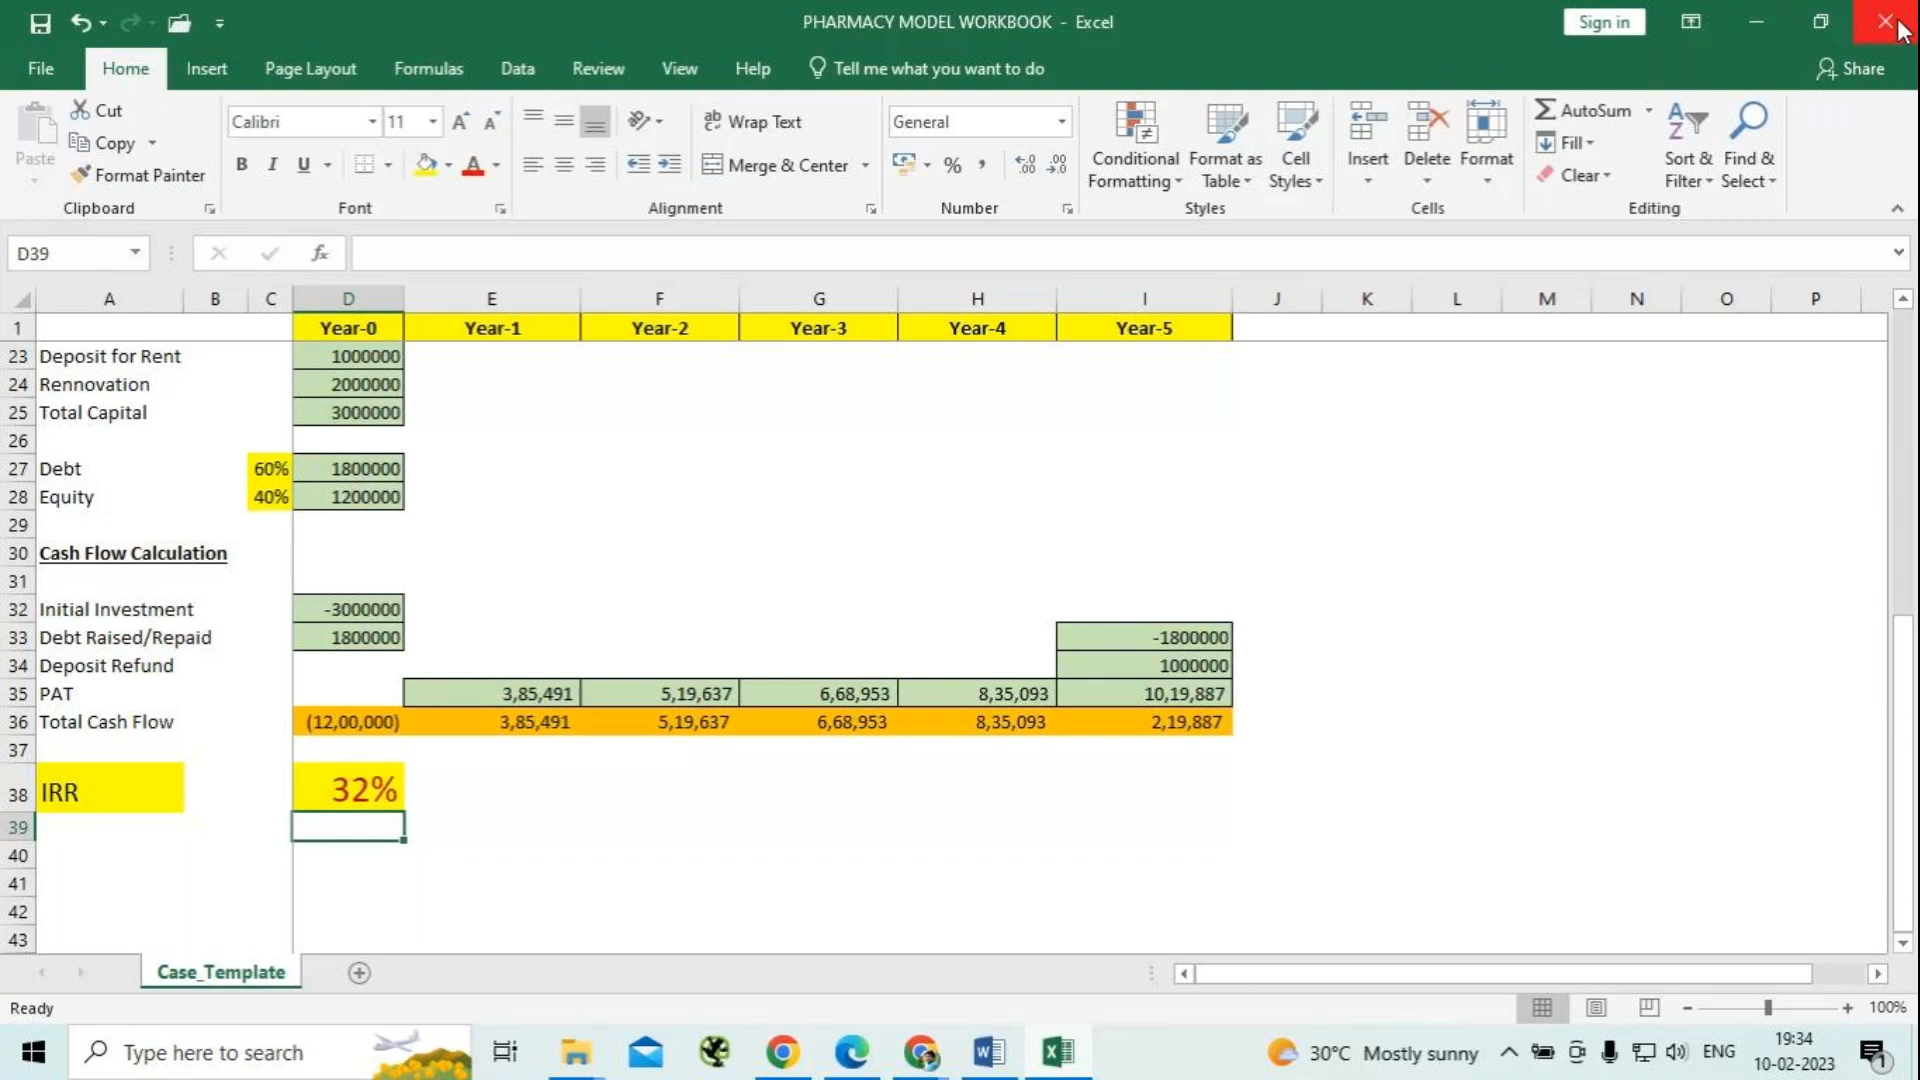 PHARMACY MODEL WORKBOOK - Excel
Sign in
File Home Insert Page Layout Formulas Data Review View Help Tell me what you want to do Share
Paste
Cut
Copy
Format Painter
Clipboard
Calibri 11
B I U
Font
Wrap Text
Merge & Center
Alignment
General
%
Number
Conditional Formatting
Format as Table
Cell Styles
Styles
Insert Delete Format
Cells
AutoSum
Fill
Clear
Sort & Filter
Find & Select
Editing
D39 fx
A B C D E F G H I J K L M N O P
1 Year-0 Year-1 Year-2 Year-3 Year-4 Year-5
23 Deposit for Rent 1000000
24 Rennovation 2000000
25 Total Capital 3000000
26
27 Debt 60% 1800000
28 Equity 40% 1200000
29
30 Cash Flow Calculation
31
32 Initial Investment -3000000
33 Debt Raised/Repaid 1800000 -1800000
34 Deposit Refund 1000000
35 PAT 3,85,491 5,19,637 6,68,953 8,35,093 10,19,887
36 Total Cash Flow (12,00,000) 3,85,491 5,19,637 6,68,953 8,35,093 2,19,887
37
38 IRR 32%
39
40
41
42
43
Case_Template
Ready 100%
Type here to search 30°C Mostly sunny ENG 19:34
10-02-2023 1